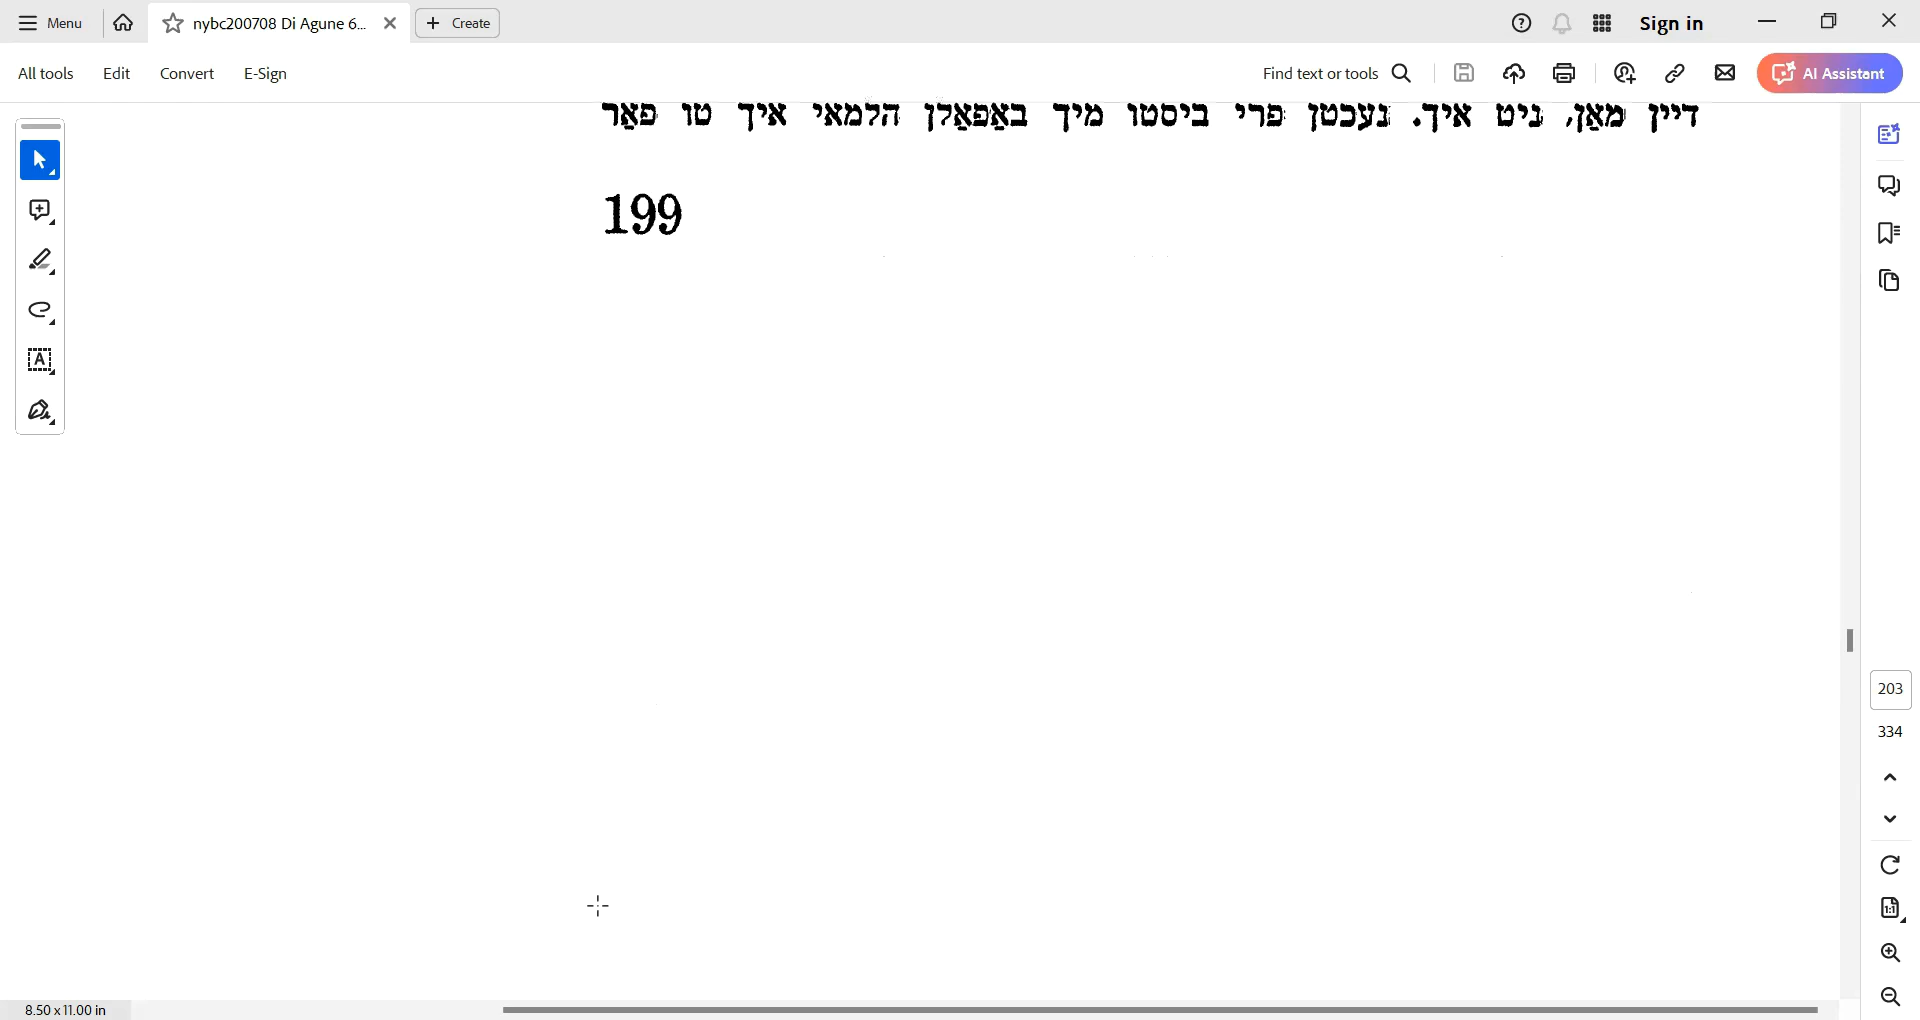 Menu
nybc200708 Di Agune 6...
Create
Sign in
All tools
Edit
Convert
E-Sign
Find text or tools
AI Assistant
דיין מאַן, ניט איך. נעכטן פרי ביסטו מיך באַפאַלן הלמאי איך טו פאַר
199
203
334
8.50 x 11.00 in